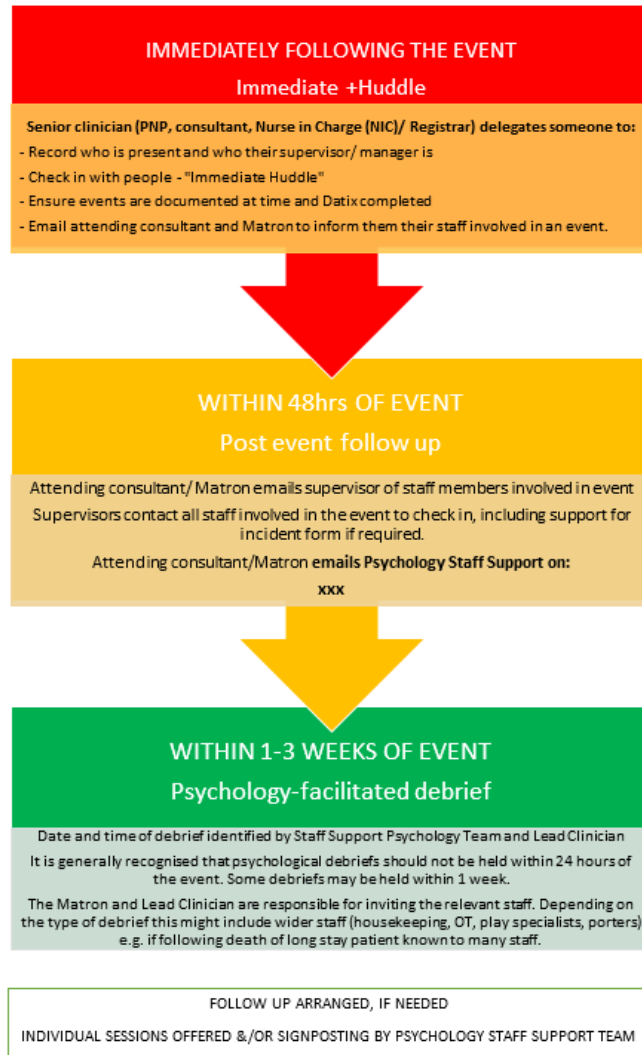 IMMEDIATELY FOLLOWING THE EVENT
Immediate +Huddle
Senior clinician (PNP, consultant, Nurse in Charge (NIC)/ Registrar) delegates someone to:
- Record who is present and who their supervisor/ manager is
- Check in with people - "Immediate Huddle"
- Ensure events are documented at time and Datix completed
- Email attending consultant and Matron to inform them their staff involved in an event.
WITHIN 48hrs OF EVENT
Post event follow up
Attending consultant/ Matron emails supervisor of staff members involved in event
Supervisors contact all staff involved in the event to check in, including support for
incident form if required.
Attending consultant/Matron emails Psychology Staff Support on:
xxx
WITHIN 1-3 WEEKS OF EVENT
Psychology-facilitated debrief
Date and time of debrief identified by Staff Support Psychology Team and Lead Clinician
It is generally recognised that psychological debriefs should not be held within 24 hours
of the event. Some debriefs may be held within 1 week.
The Matron and Lead Clinician are responsible for inviting the relevant staff. Depending on
the type of debrief this might include wider staff (housekeeping, OT, play specialists, porters)
e.g. if following death of long stay patient known to many staff.
FOLLOW UP ARRANGED, IF NEEDED
INDIVIDUAL SESSIONS OFFERED &/OR SIGNPOSTING BY PSYCHOLOGY STAFF SUPPORT TEAM